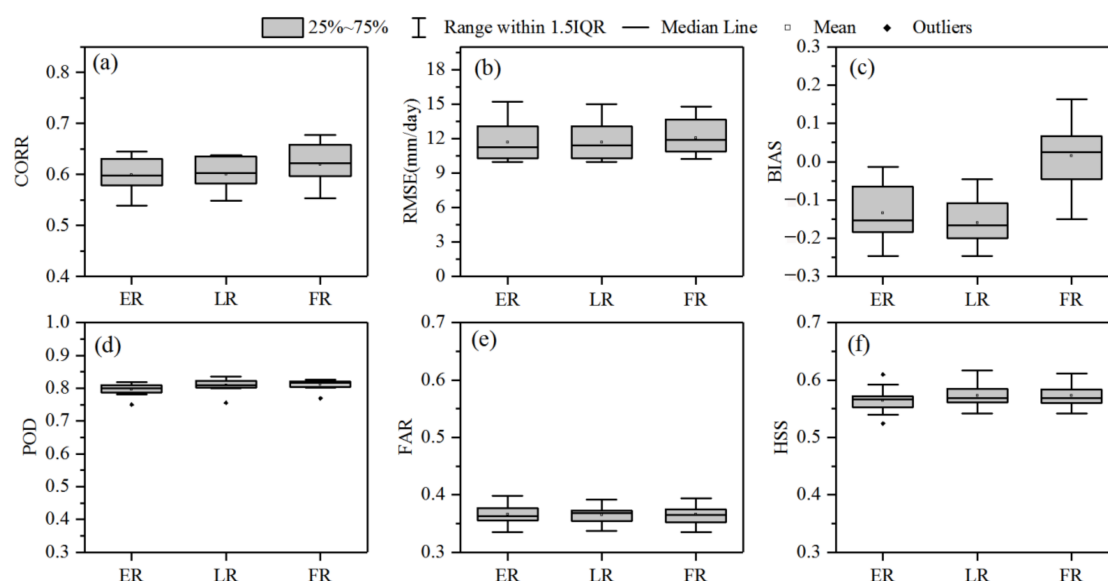 25%~75% Range within 1.5IQR Median Line Mean Outliers
(a) (b) (c)
CORR
0.8
0.7
0.6
0.5
0.4
ER LR FR
RMSE(mm/day)
18
15
12
9
6
3
0
ER LR FR
BIAS
0.3
0.2
0.1
0.0
−0.1
−0.2
−0.3
ER LR FR
(d) (e) (f)
POD
1.0
0.9
0.8
0.7
0.6
0.5
0.4
0.3
ER LR FR
FAR
0.7
0.6
0.5
0.4
0.3
ER LR FR
HSS
0.7
0.6
0.5
0.4
0.3
ER LR FR